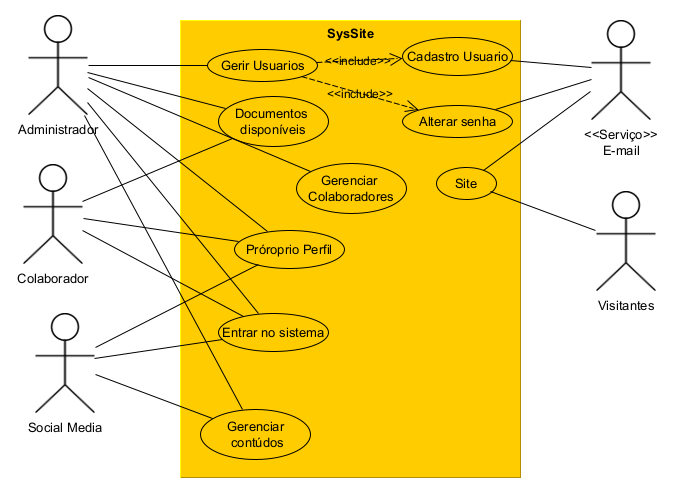 SysSite
Gerir Usuarios
<<include>>
Cadastro Usuario
<<include>>
Documentos
disponíveis
Alterar senha
Administrador
<<Serviço>>
E-mail
Gerenciar
Colaboradores
Site
Próroprio Perfil
Colaborador
Visitantes
Entrar no sistema
Social Media
Gerenciar
contúdos